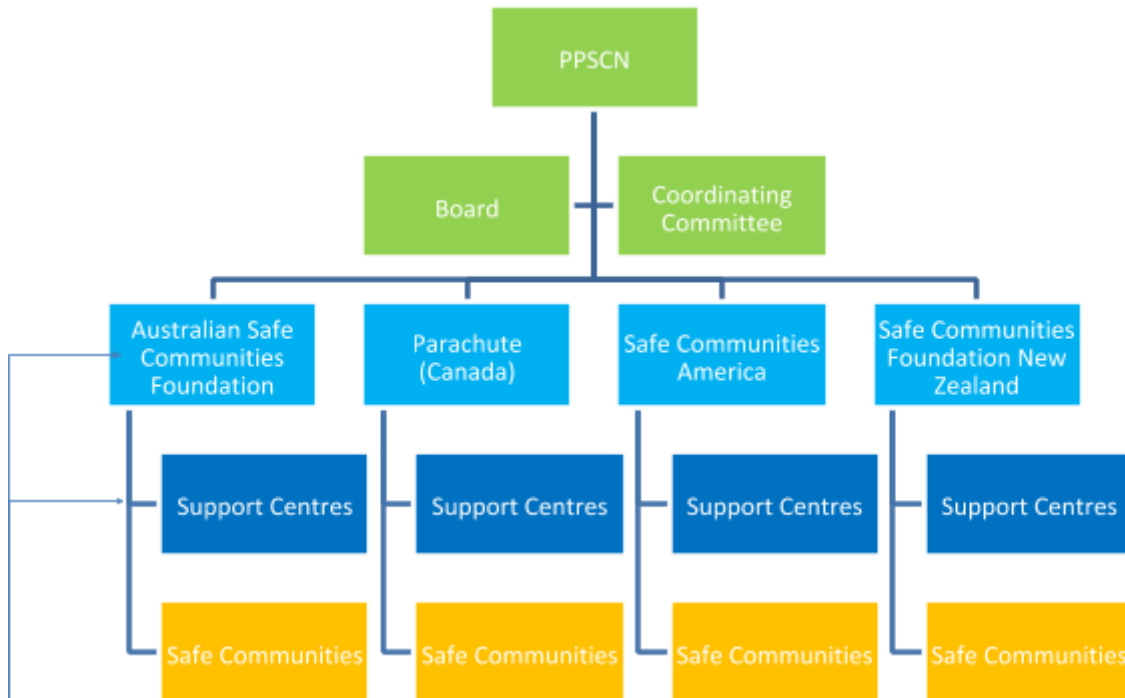 PPSCN
Board
Coordinating
Committee
Australian Safe
Communities
Foundation
Parachute
(Canada)
Safe Communities
America
Safe Communities
Foundation New
Zealand
Support Centres
Support Centres
Support Centres
Support Centres
Safe Communities
Safe Communities
Safe Communities
Safe Communities